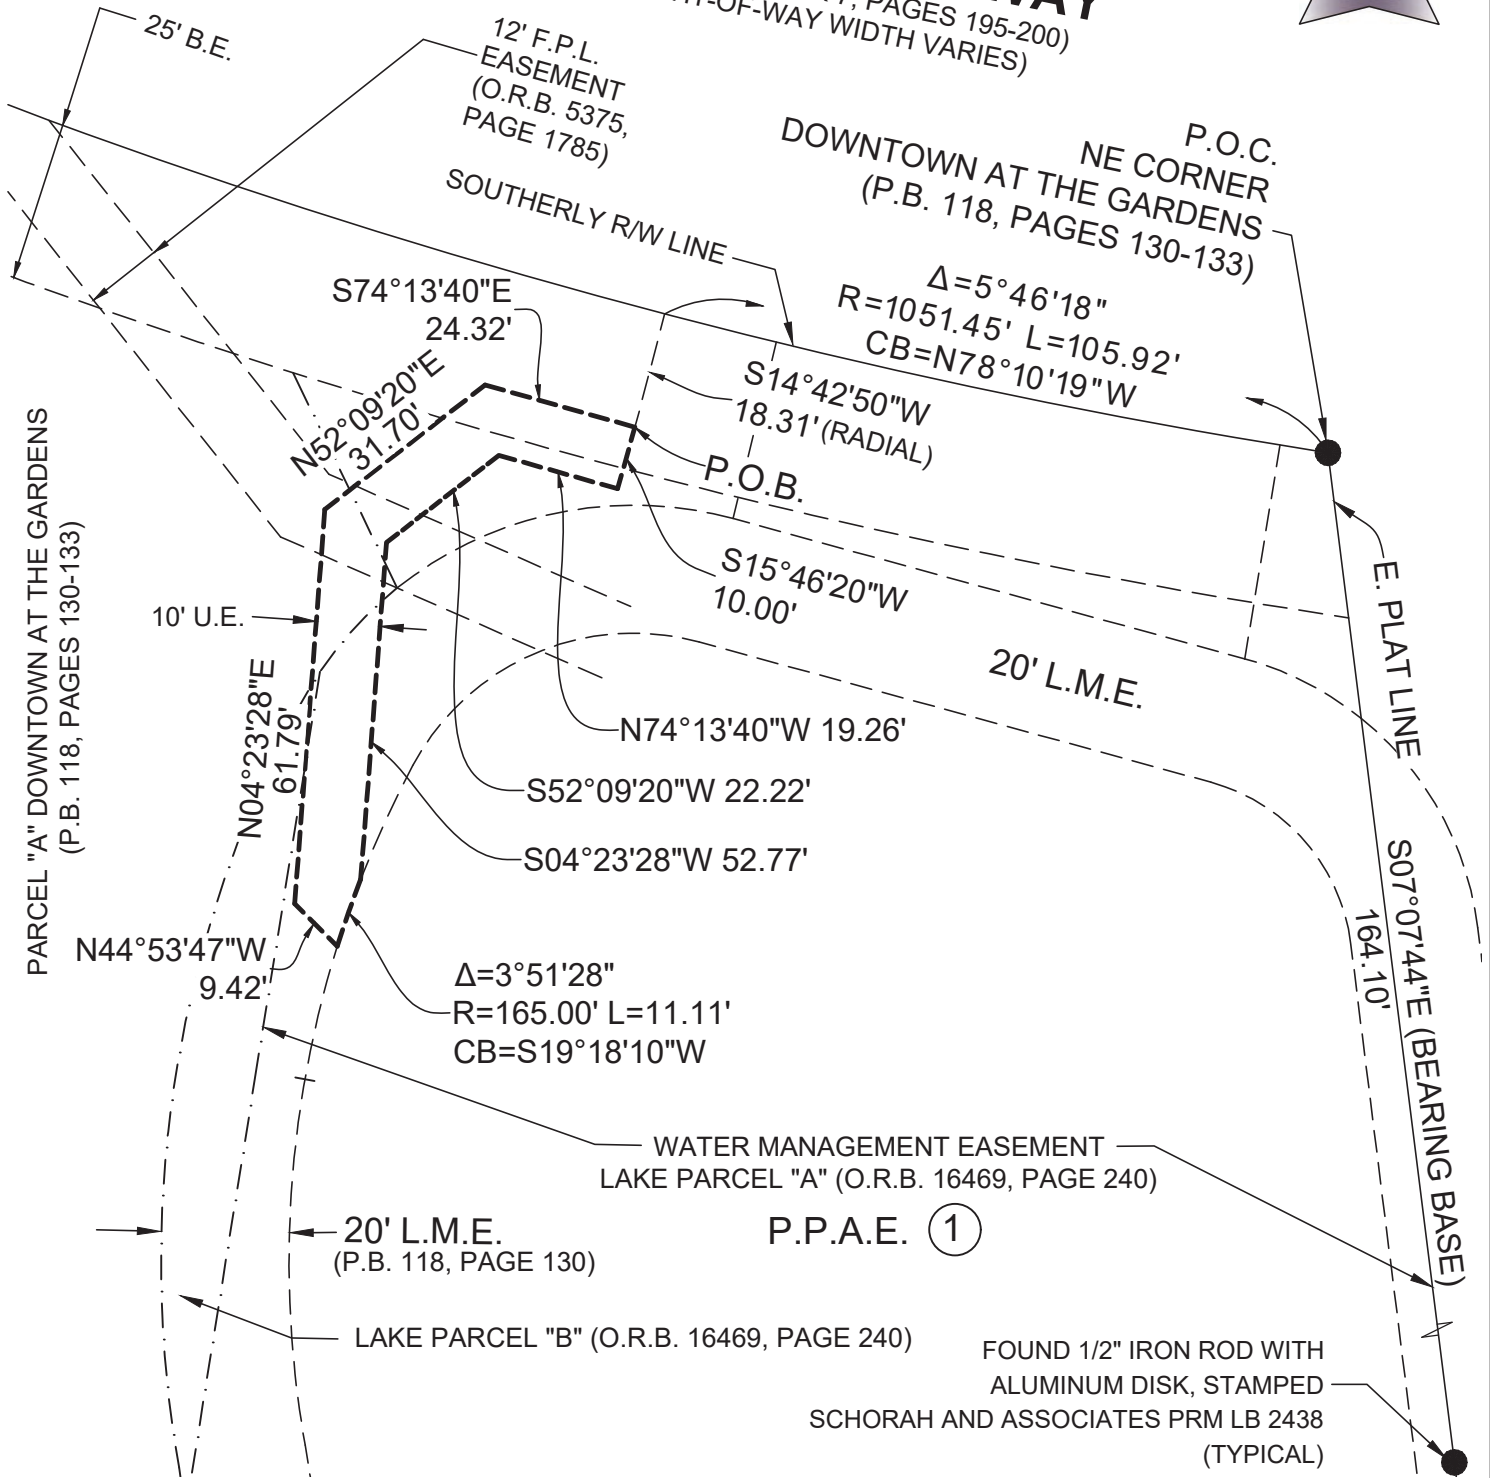 WAY
PAGES 195-200)
OF-WAY WIDTH VARIES)
25' B.E.
12' F.P.L.
EASEMENT
(O.R.B. 5375,
PAGE 1785)
SOUTHERLY R/W LINE
P.O.C.
NE CORNER
DOWNTOWN AT THE GARDENS
(P.B. 118, PAGES 130-133)
Δ=5°46'18"
R=1051.45' L=105.92'
CB=N78°10'19"W
S74°13'40"E
24.32'
N52°09'20"E
31.70'
S14°42'50"W
18.31'(RADIAL)
P.O.B.
S15°46'20"W
10.00'
E. PLAT LINE
PARCEL "A" DOWNTOWN AT THE GARDENS
(P.B. 118, PAGES 130-133)
10' U.E.
N04°23'28"E
61.79'
20' L.M.E.
N74°13'40"W 19.26'
S52°09'20"W 22.22'
S04°23'28"W 52.77'
S07°07'44"E (BEARING BASE)
164.10'
N44°53'47"W
9.42'
Δ=3°51'28"
R=165.00' L=11.11'
CB=S19°18'10"W
WATER MANAGEMENT EASEMENT
LAKE PARCEL "A" (O.R.B. 16469, PAGE 240)
20' L.M.E.
(P.B. 118, PAGE 130)
P.P.A.E. 1
LAKE PARCEL "B" (O.R.B. 16469, PAGE 240)
FOUND 1/2" IRON ROD WITH
ALUMINUM DISK, STAMPED
SCHORAH AND ASSOCIATES PRM LB 2438
(TYPICAL)